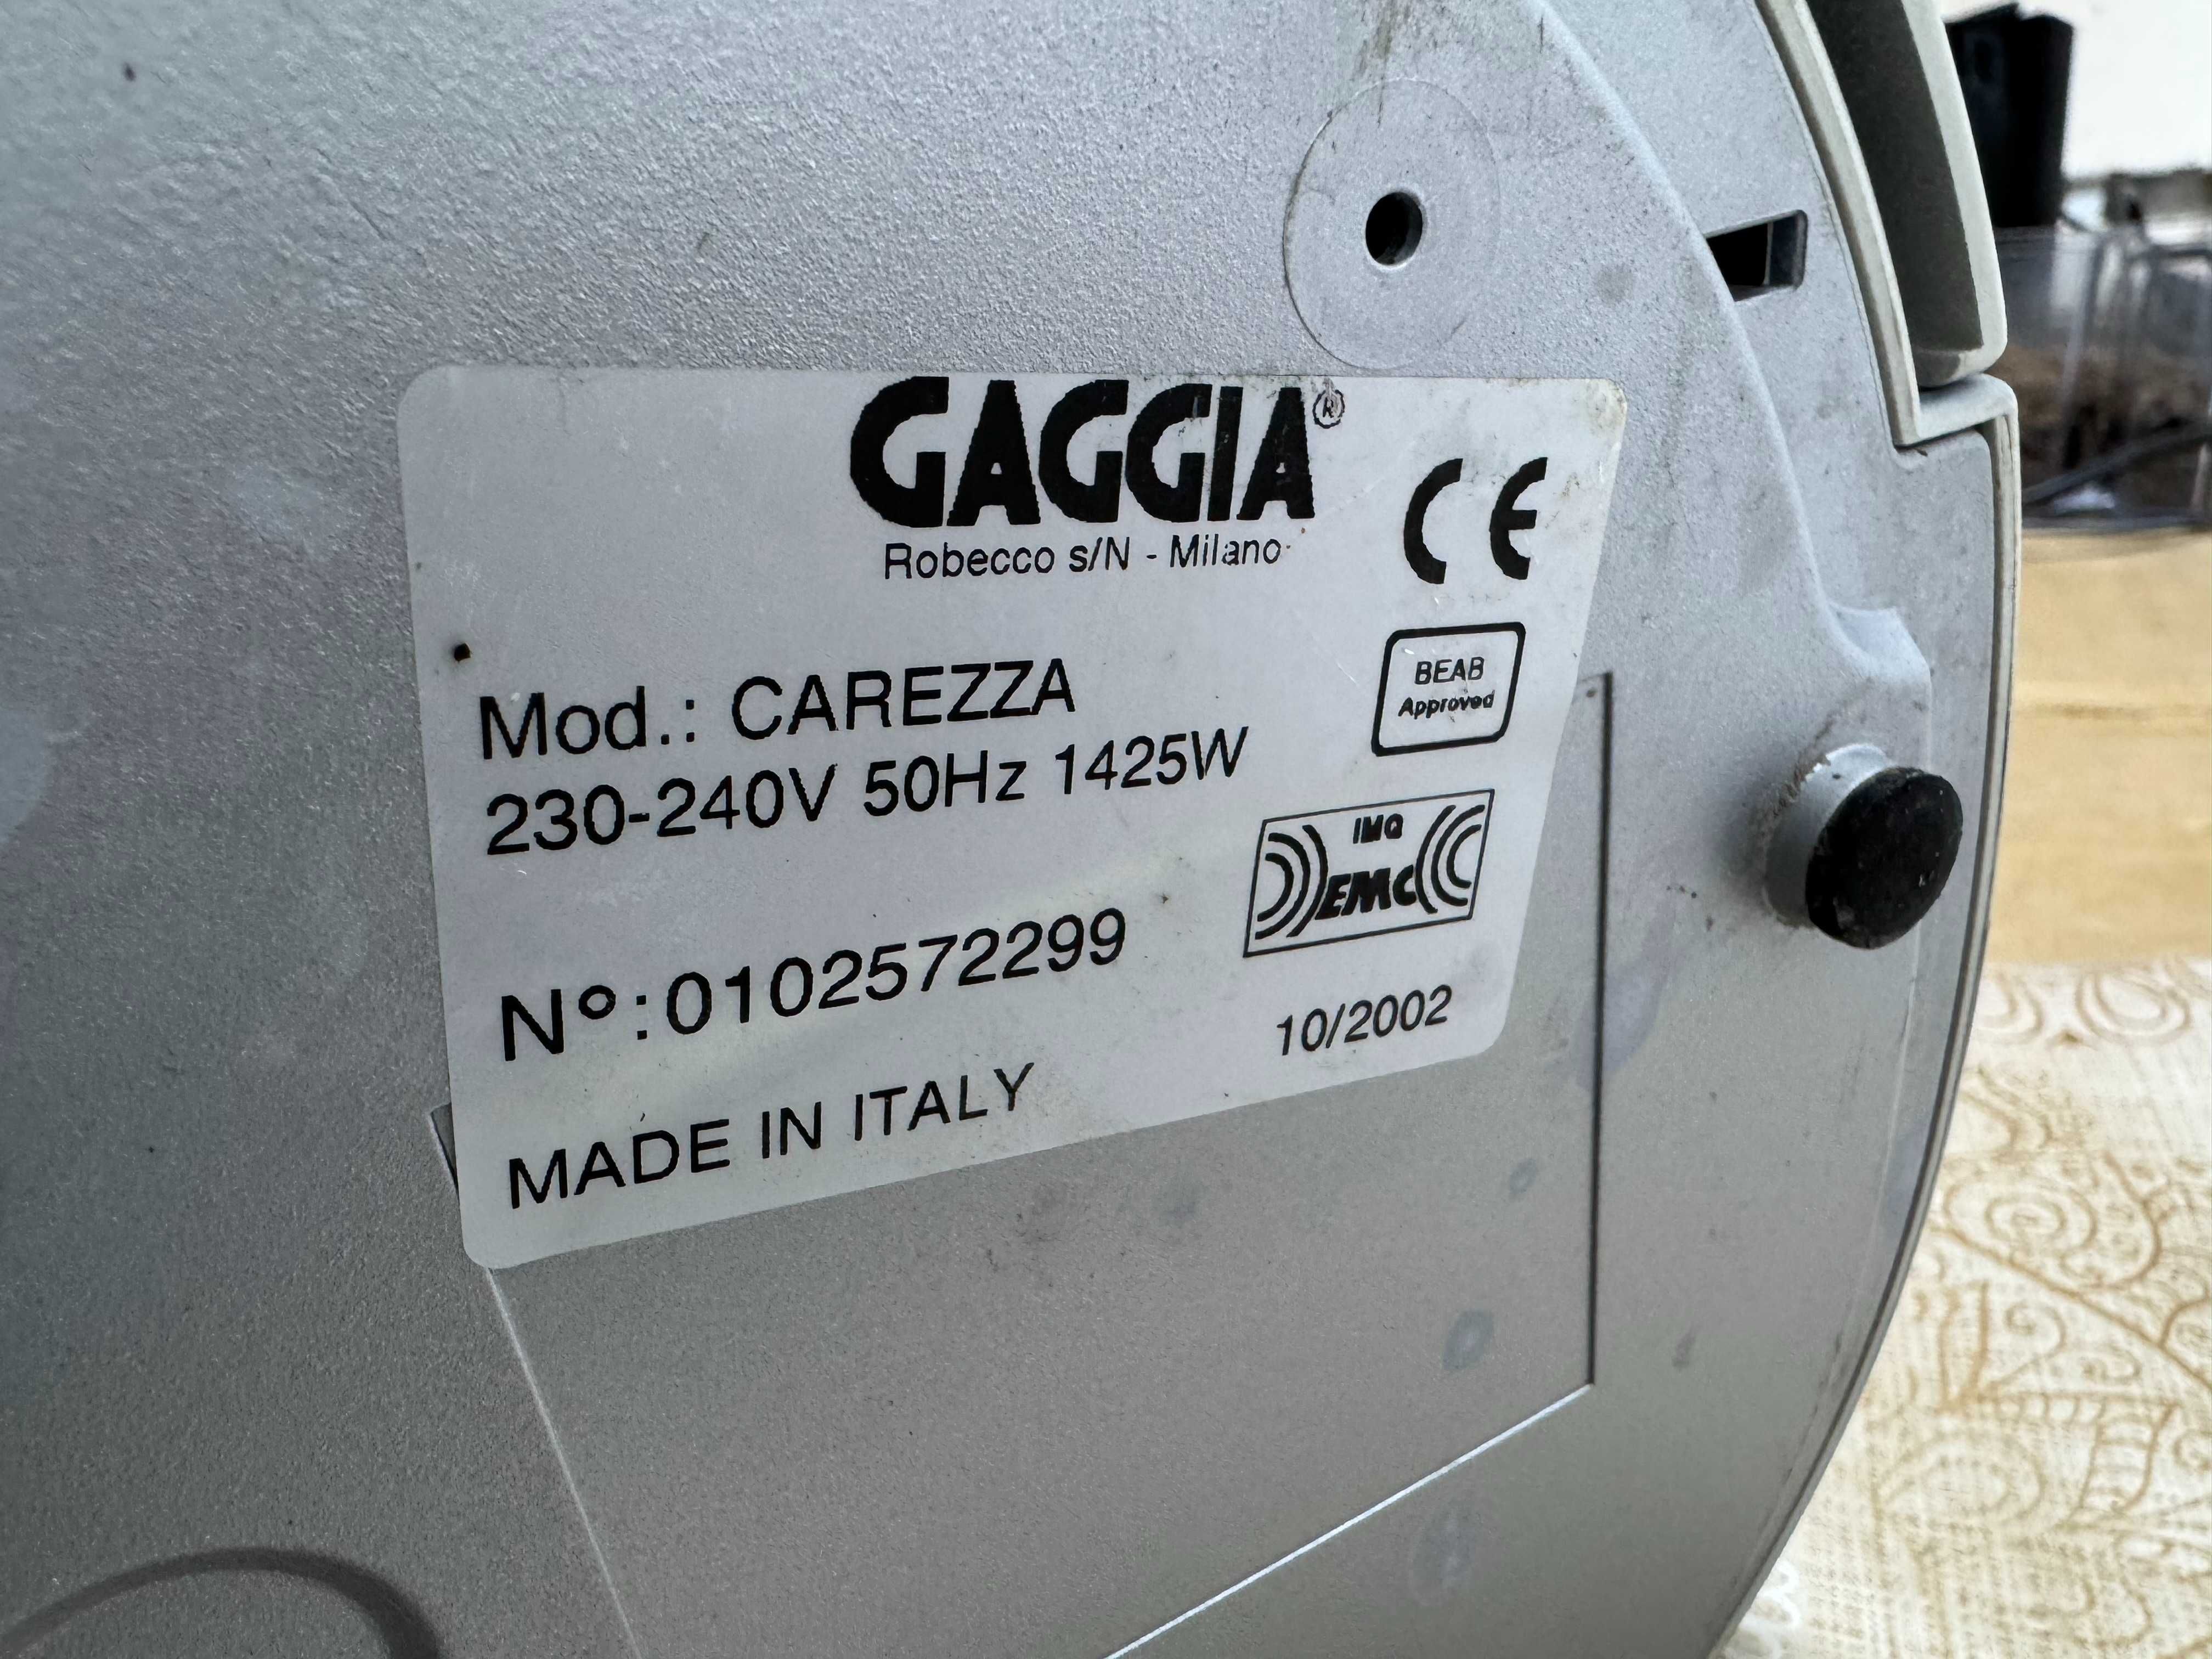 GAGGIA®
Robecco s/N - Milano
CE
Mod.: CAREZZA
BEAB
Approved
230-240V 50Hz 1425W
IMQ
EMC
N°:0102572299
10/2002
MADE IN ITALY